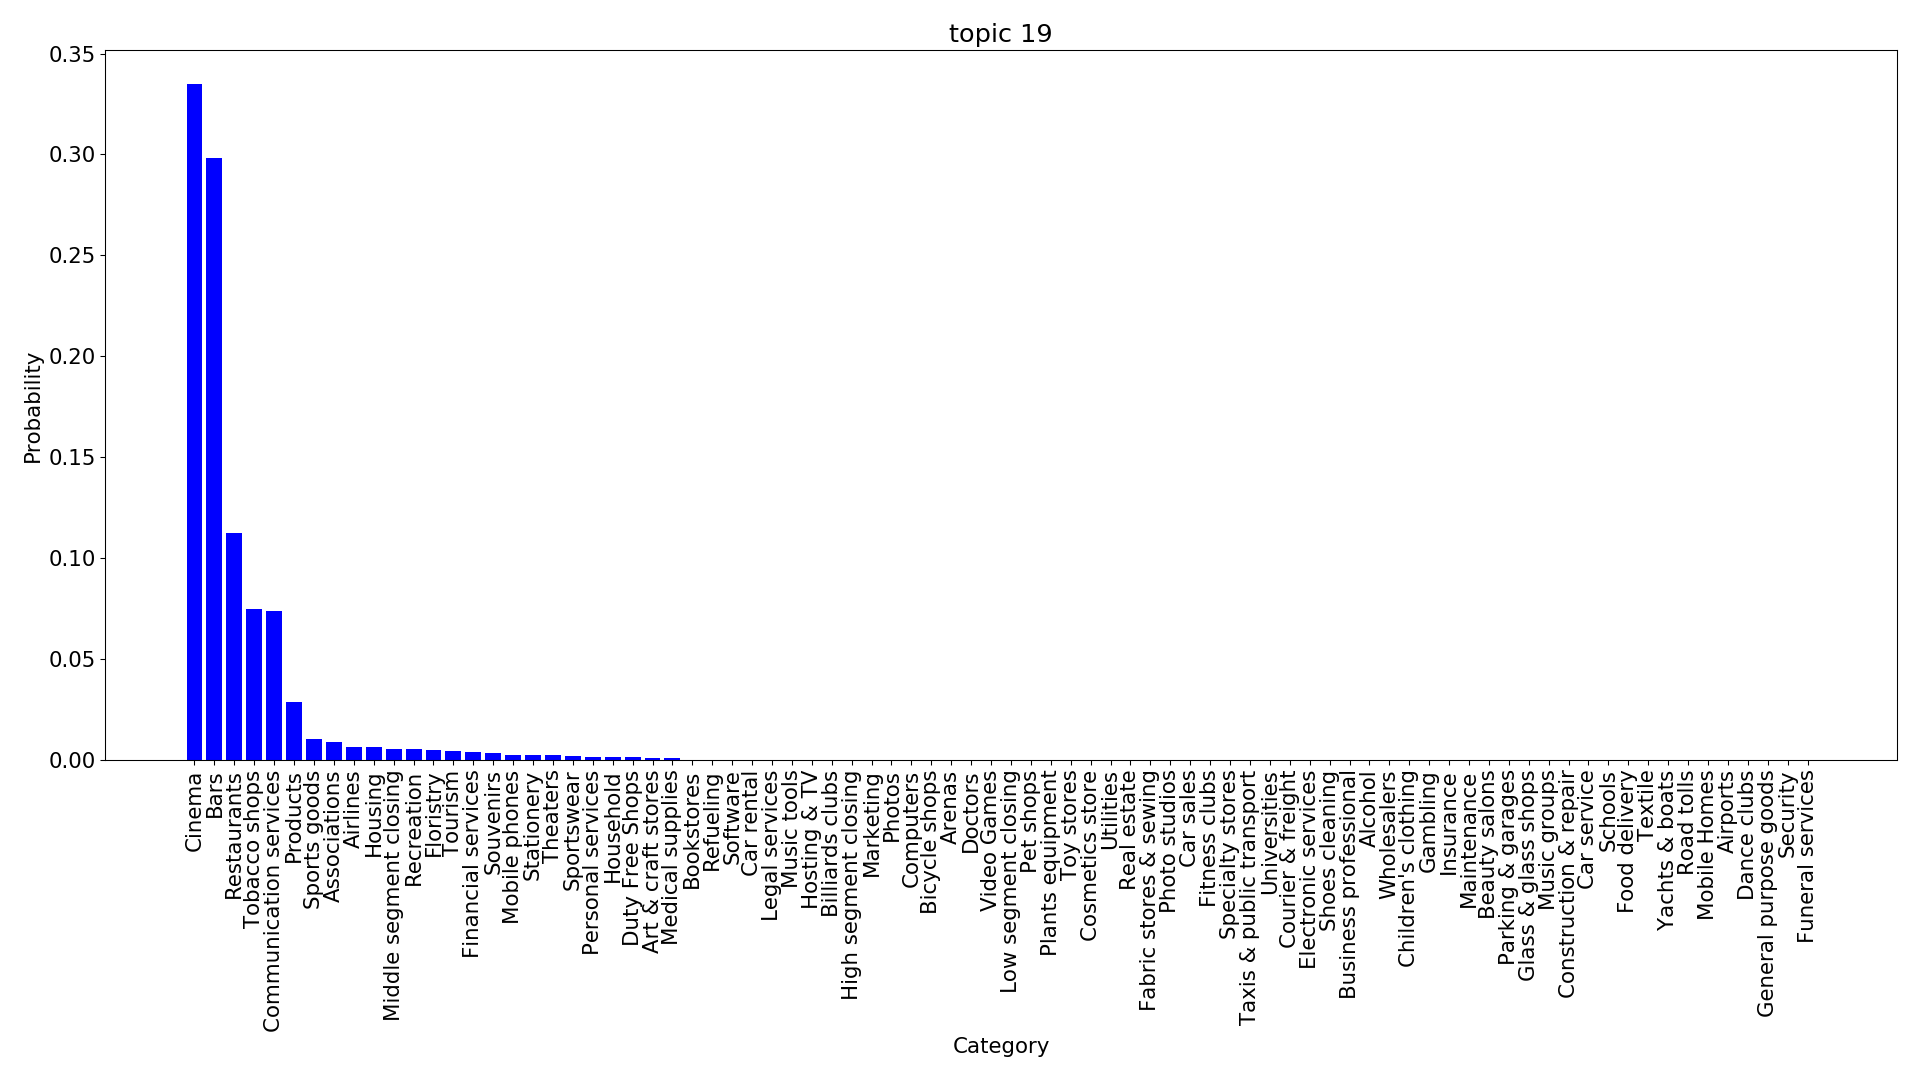 topic 19
0.35
0.30
0.25
0.20
0.15
0.10
0.05
0.00
Probability
Cinema
Bars
Restaurants
Tobacco shops
Communication services
Products
Sports goods
Associations
Airlines
Housing
Middle segment closing
Recreation
Floristry
Tourism
Financial services
Souvenirs
Mobile phones
Stationery
Theaters
Sportswear
Personal services
Household
Duty Free Shops
Art & craft stores
Medical supplies
Bookstores
Refueling
Software
Car rental
Legal services
Music tools
Hosting & TV
Billiards clubs
High segment closing
Marketing
Photos
Computers
Bicycle shops
Arenas
Doctors
Video Games
Low segment closing
Pet shops
Plants equipment
Toy stores
Cosmetics store
Utilities
Real estate
Fabric stores & sewing
Photo studios
Car sales
Fitness clubs
Specialty stores
Taxis & public transport
Universities
Courier & freight
Electronic services
Shoes cleaning
Business professional
Alcohol
Wholesalers
Children's clothing
Gambling
Insurance
Maintenance
Beauty salons
Parking & garages
Glass & glass shops
Music groups
Construction & repair
Car service
Schools
Food delivery
Textile
Yachts & boats
Road tolls
Mobile Homes
Airports
Dance clubs
General purpose goods
Security
Funeral services
Category